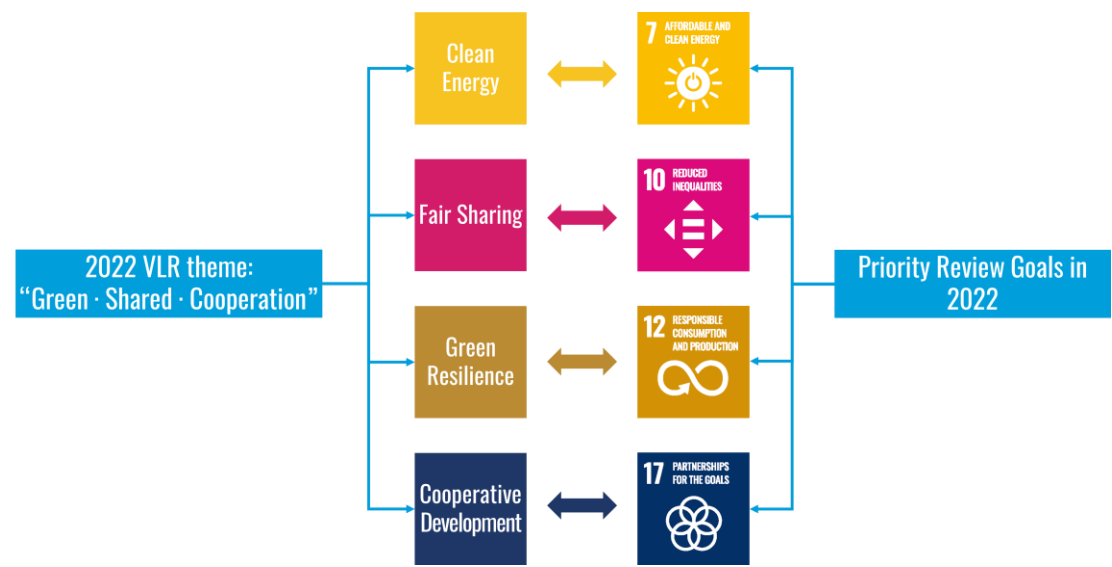 Clean
Energy
7 AFFORDABLE AND
CLEAN ENERGY
Fair Sharing
10 REDUCED
INEQUALITIES
2022 VLR theme:
“Green · Shared · Cooperation”
Priority Review Goals in
2022
Green
Resilience
12 RESPONSIBLE
CONSUMPTION
AND PRODUCTION
Cooperative
Development
17 PARTNERSHIPS
FOR THE GOALS